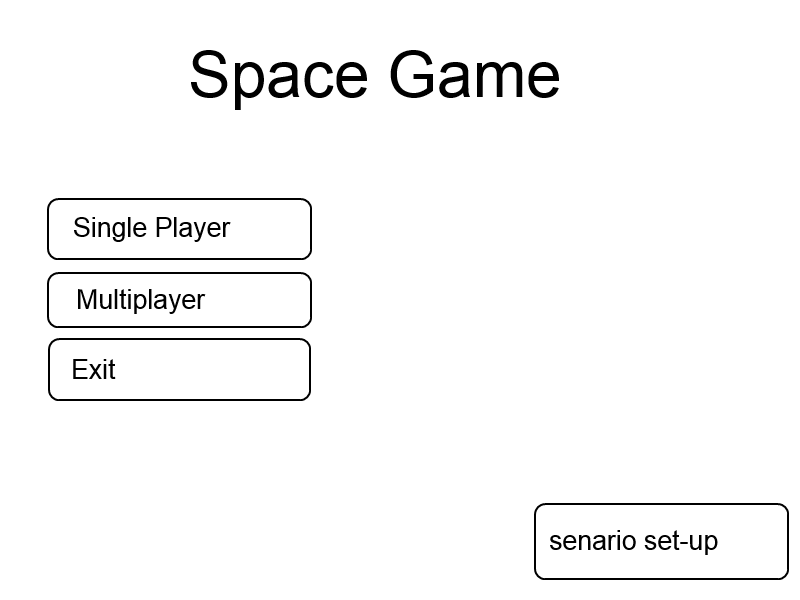 Space Game
Single Player
Multiplayer
Exit
senario set-up